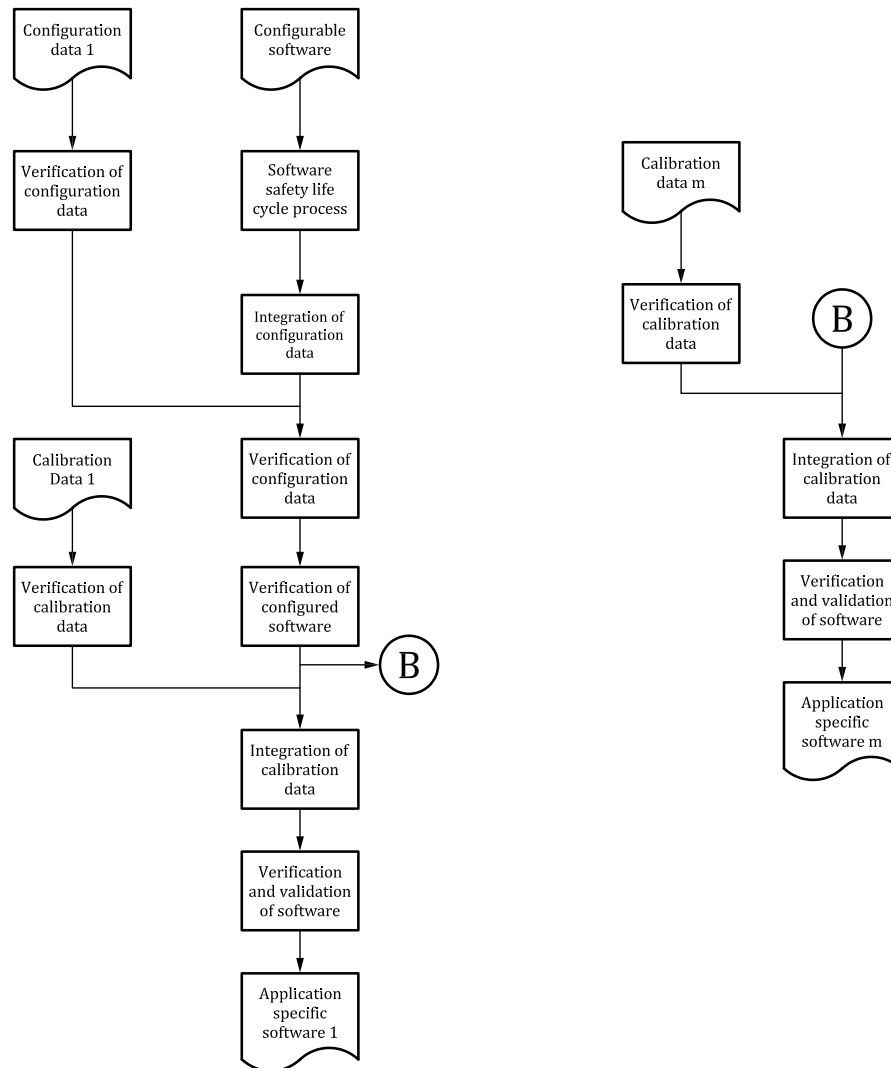 Configuration
data 1
Configurable
software
Verification of
configuration
data
Software
safety life
cycle process
Integration of
configuration
data
Calibration
Data 1
Verification of
configuration
data
Verification of
calibration
data
Verification of
configured
software
B
Integration of
calibration
data
Verification
and validation
of software
Application
specific
software 1
Calibration
data m
Verification of
calibration
data
B
Integration of
calibration
data
Verification
and validation
of software
Application
specific
software m